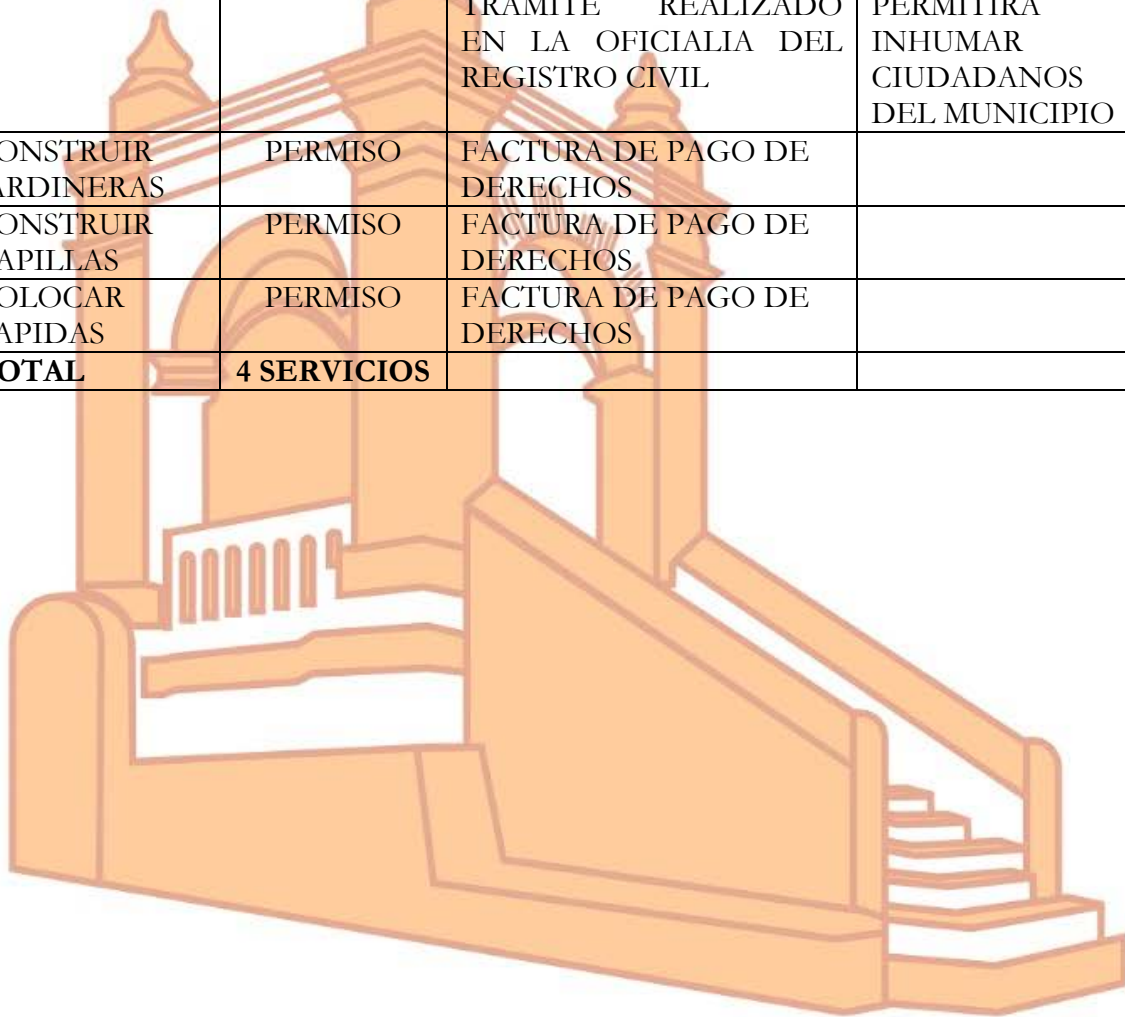 TRAMITE REALIZADO
EN LA OFICIALIA DEL
REGISTRO CIVIL
PERMITIRA
INHUMAR
CIUDADANOS
DEL MUNICIPIO
ONSTRUIR
ARDINERAS
PERMISO
FACTURA DE PAGO DE
DERECHOS
ONSTRUIR
APILLAS
PERMISO
FACTURA DE PAGO DE
DERECHOS
OLOCAR
APIDAS
PERMISO
FACTURA DE PAGO DE
DERECHOS
OTAL
4 SERVICIOS